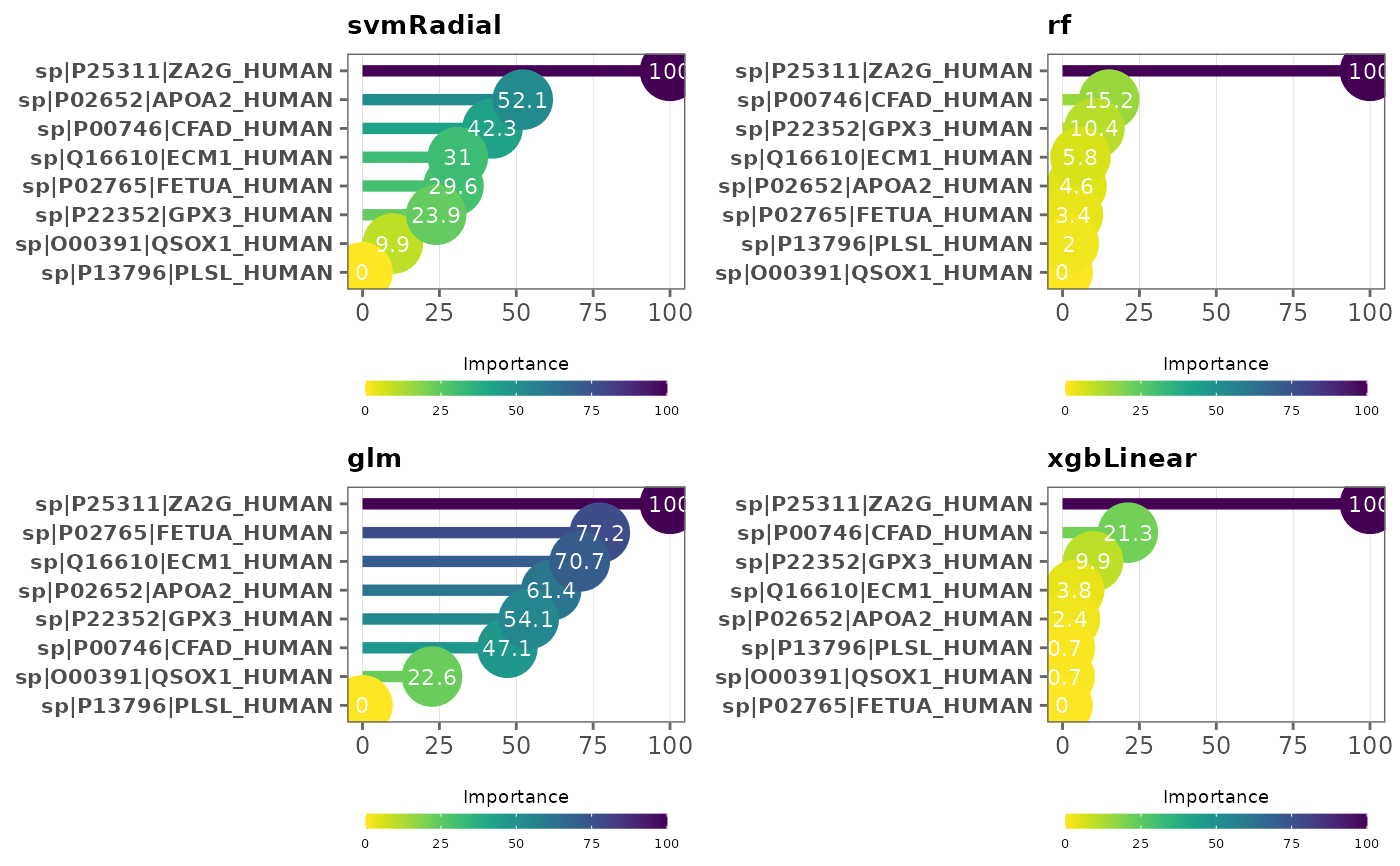 svmRadial
sp|P25311|ZA2G_HUMAN 100
sp|P02652|APOA2_HUMAN 52.1
sp|P00746|CFAD_HUMAN 42.3
sp|Q16610|ECM1_HUMAN 31
sp|P02765|FETUA_HUMAN 29.6
sp|P22352|GPX3_HUMAN 23.9
sp|O00391|QSOX1_HUMAN 9.9
sp|P13796|PLSL_HUMAN 0
0 25 50 75 100
Importance
0 25 50 75 100
rf
sp|P25311|ZA2G_HUMAN 100
sp|P00746|CFAD_HUMAN 15.2
sp|P22352|GPX3_HUMAN 10.4
sp|Q16610|ECM1_HUMAN 5.8
sp|P02652|APOA2_HUMAN 4.6
sp|P02765|FETUA_HUMAN 3.4
sp|P13796|PLSL_HUMAN 2
sp|O00391|QSOX1_HUMAN 0
0 25 50 75 100
Importance
0 25 50 75 100
glm
sp|P25311|ZA2G_HUMAN 100
sp|P02765|FETUA_HUMAN 77.2
sp|Q16610|ECM1_HUMAN 70.7
sp|P02652|APOA2_HUMAN 61.4
sp|P22352|GPX3_HUMAN 54.1
sp|P00746|CFAD_HUMAN 47.1
sp|O00391|QSOX1_HUMAN 22.6
sp|P13796|PLSL_HUMAN 0
0 25 50 75 100
Importance
0 25 50 75 100
xgbLinear
sp|P25311|ZA2G_HUMAN 100
sp|P00746|CFAD_HUMAN 21.3
sp|P22352|GPX3_HUMAN 9.9
sp|Q16610|ECM1_HUMAN 3.8
sp|P02652|APOA2_HUMAN 2.4
sp|P13796|PLSL_HUMAN 0.7
sp|O00391|QSOX1_HUMAN 0.7
sp|P02765|FETUA_HUMAN 0
0 25 50 75 100
Importance
0 25 50 75 100